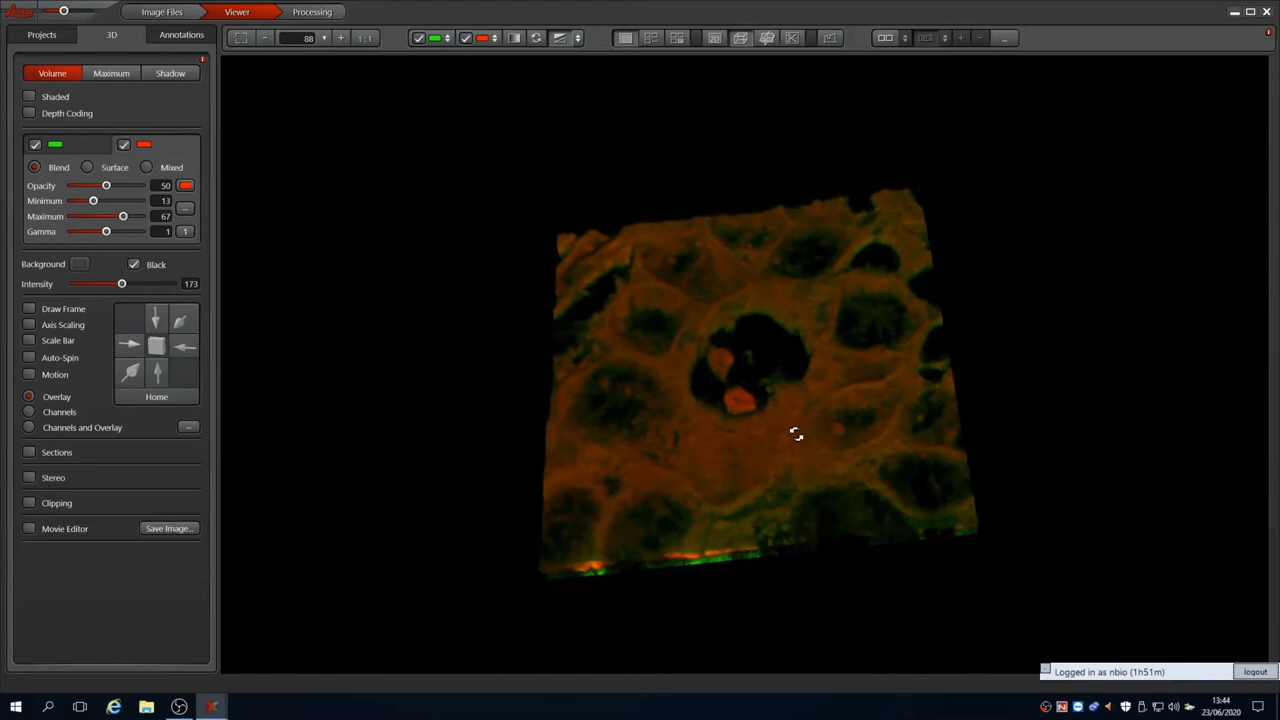 Leica
Image Files
Viewer
Processing
Projects
3D
Annotations
88
1:1
2D
...
Volume
Maximum
Shadow
Shaded
Depth Coding
Blend
Surface
Mixed
Opacity
50
Minimum
13
...
Maximum
67
Gamma
1
1
Background
Black
Intensity
173
Draw Frame
Axis Scaling
Scale Bar
Auto-Spin
Motion
Home
Overlay
Channels
Channels and Overlay
...
Sections
Stereo
Clipping
Movie Editor
Save Image...
Logged in as nbio (1h51m)
logout
13:44
23/06/2020